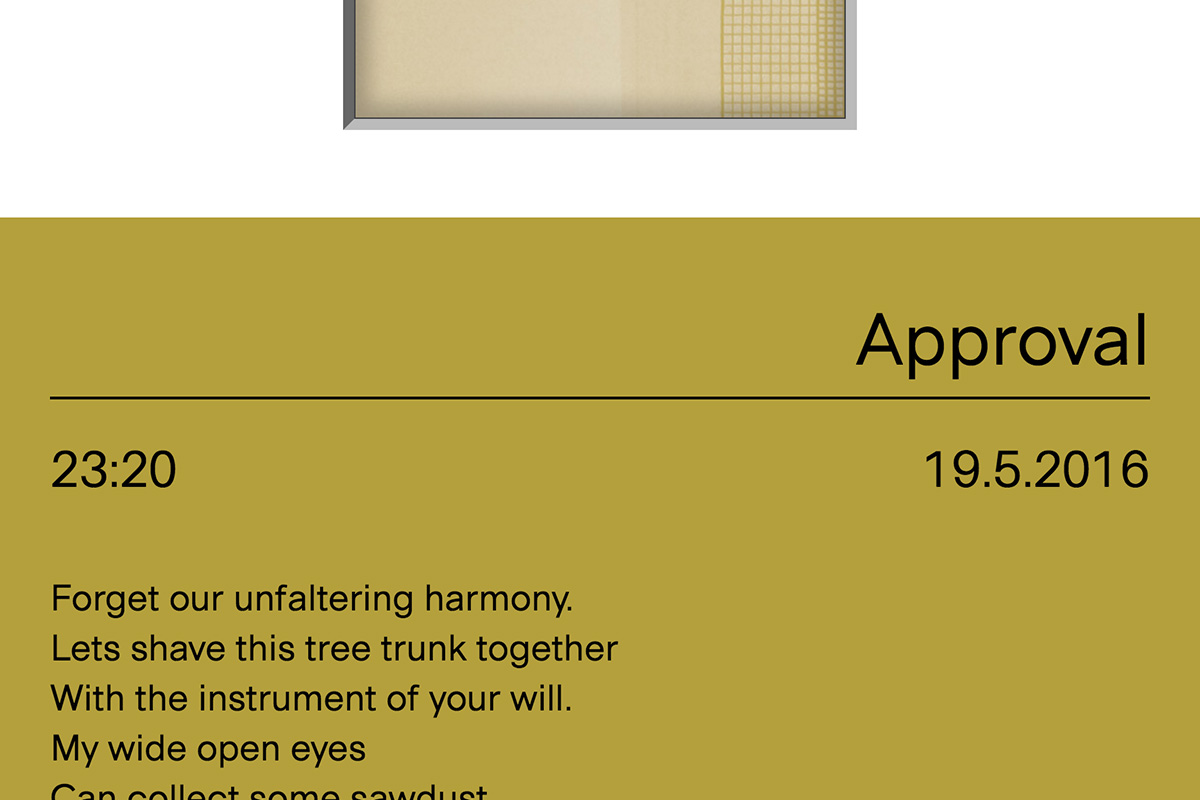 Approval
23:20 19.5.2016
Forget our unfaltering harmony.
Lets shave this tree trunk together
With the instrument of your will.
My wide open eyes
Can collect some sawdust